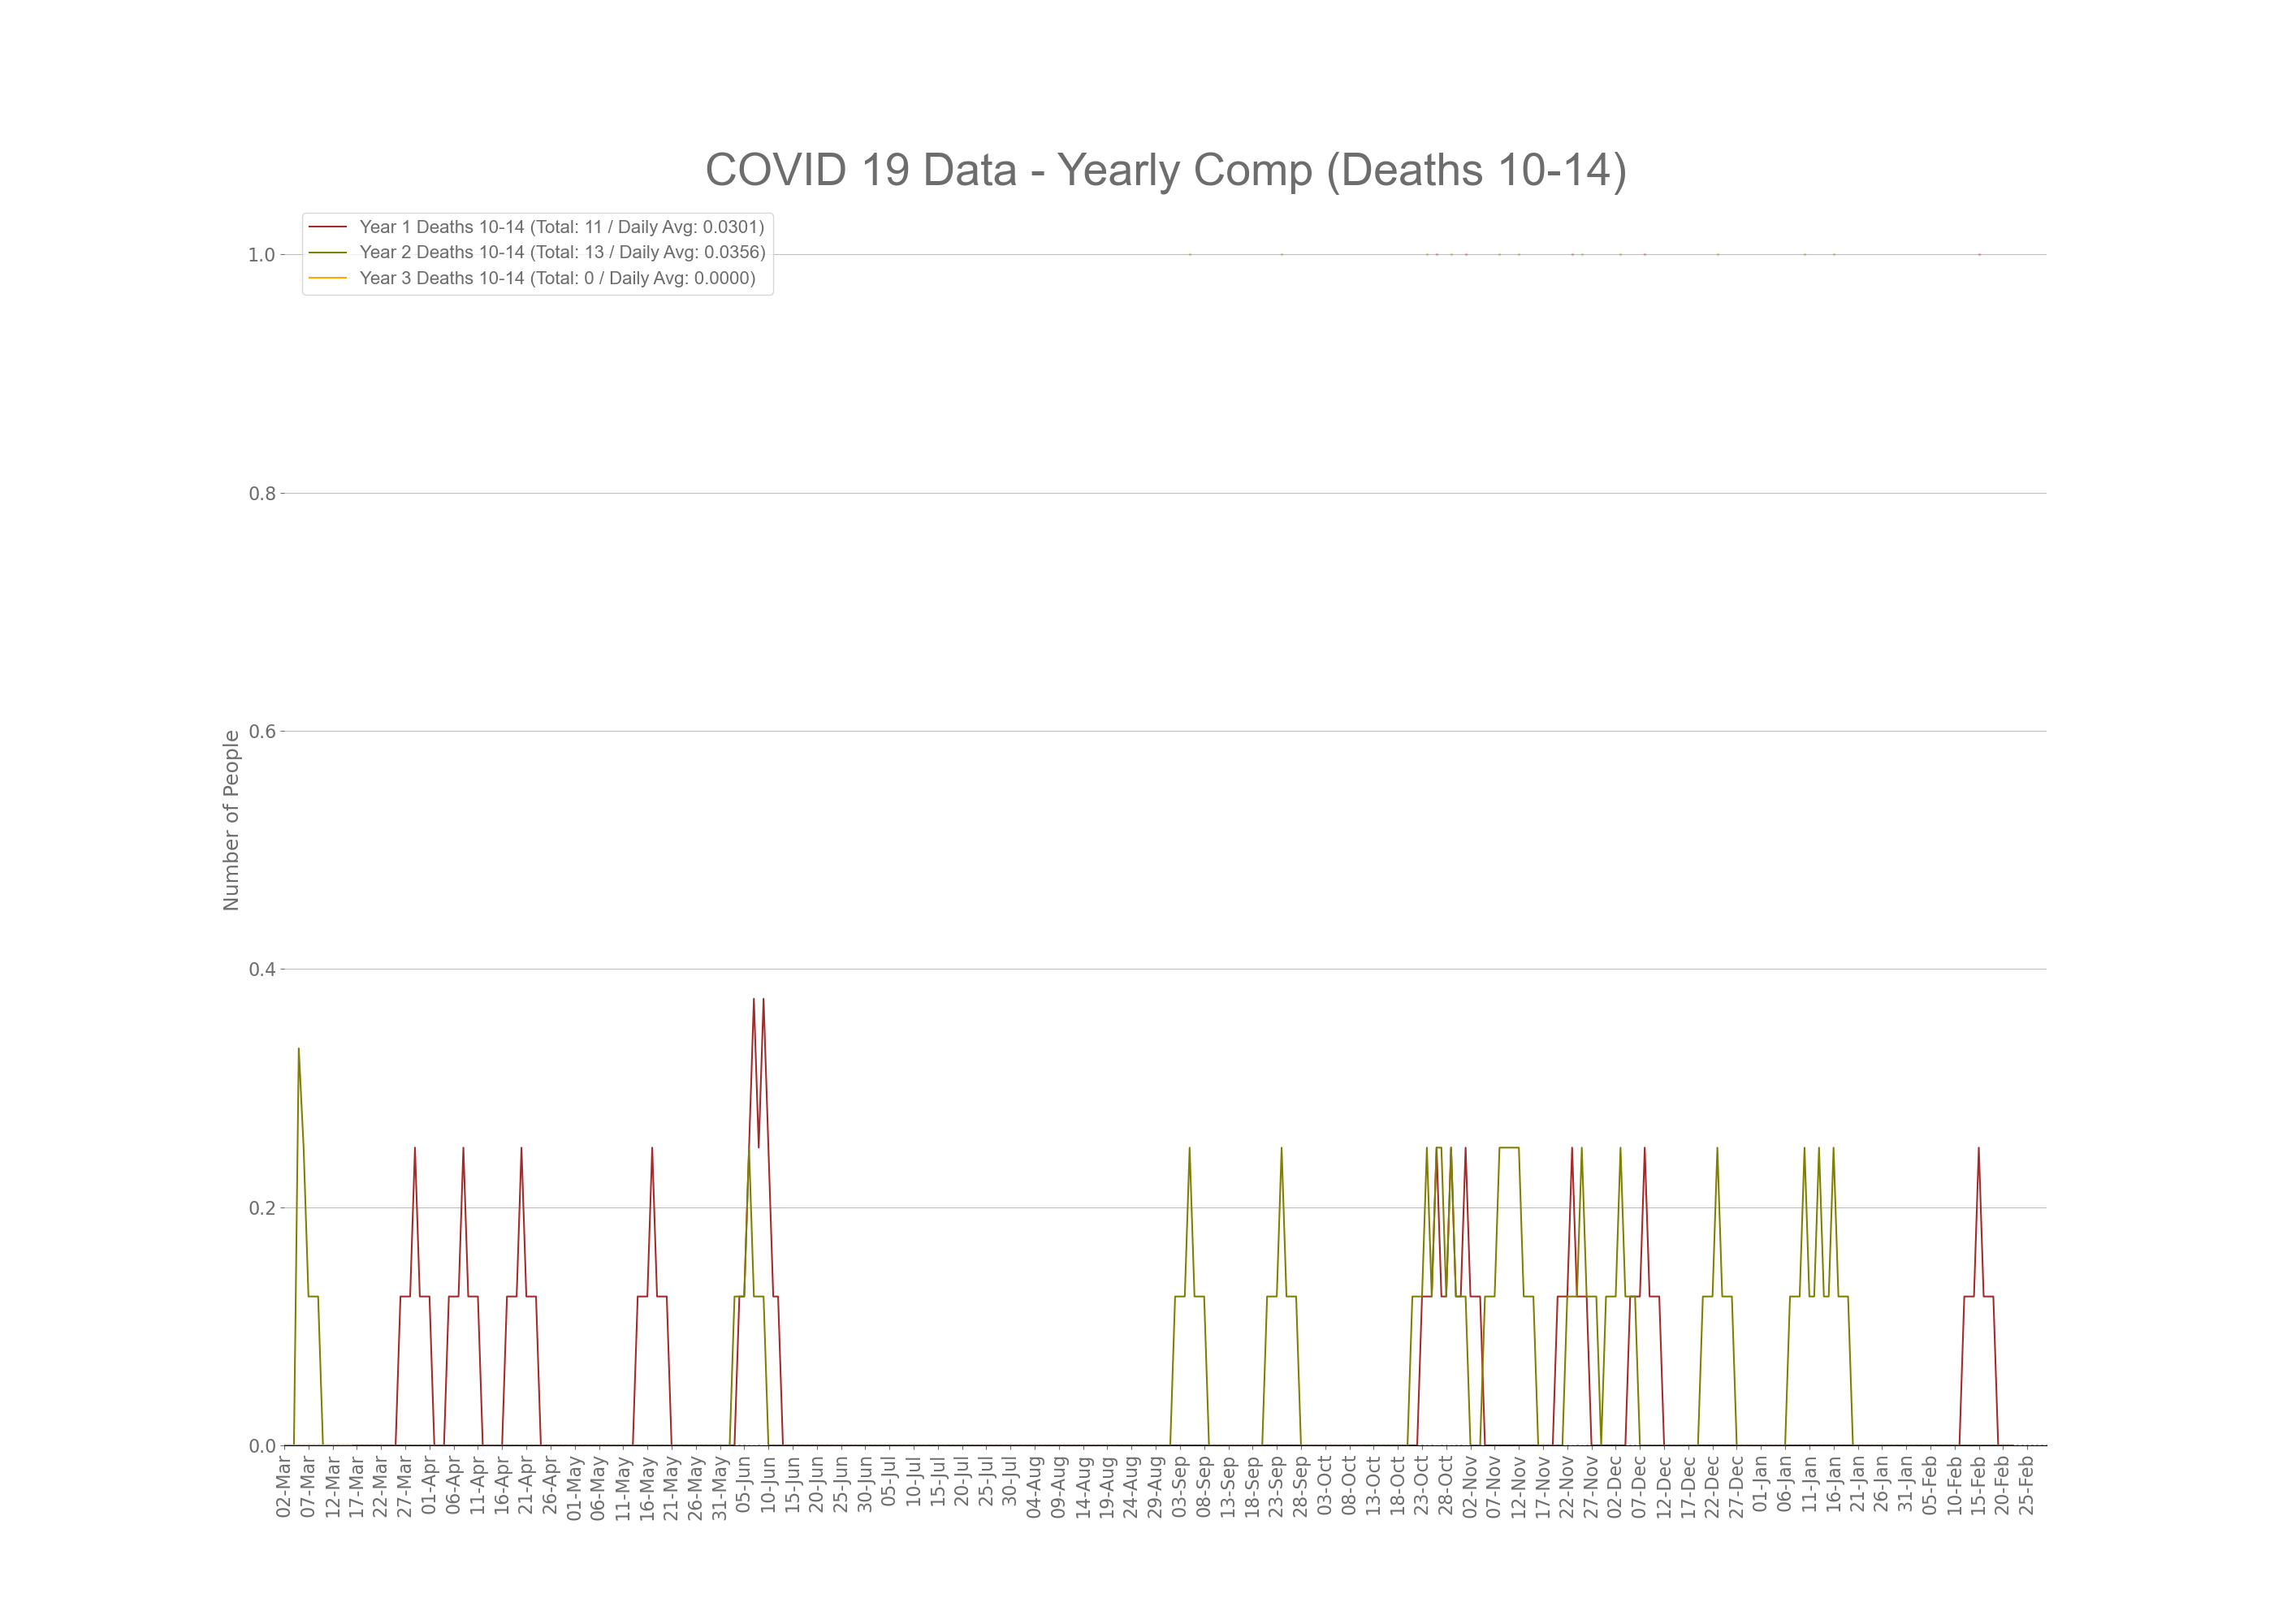 COVID 19 Data - Yearly Comp (Deaths 10-14)
Year 1 Deaths 10-14 (Total: 11 / Daily Avg: 0.0301)
Year 2 Deaths 10-14 (Total: 13 / Daily Avg: 0.0356)
Year 3 Deaths 10-14 (Total: 0 / Daily Avg: 0.0000)
1.0
0.8
0.6
0.4
0.2
0.0
Number of People
02-Mar
07-Mar
12-Mar
17-Mar
22-Mar
27-Mar
01-Apr
06-Apr
11-Apr
16-Apr
21-Apr
26-Apr
01-May
06-May
11-May
16-May
21-May
26-May
31-May
05-Jun
10-Jun
15-Jun
20-Jun
25-Jun
30-Jun
05-Jul
10-Jul
15-Jul
20-Jul
25-Jul
30-Jul
04-Aug
09-Aug
14-Aug
19-Aug
24-Aug
29-Aug
03-Sep
08-Sep
13-Sep
18-Sep
23-Sep
28-Sep
03-Oct
08-Oct
13-Oct
18-Oct
23-Oct
28-Oct
02-Nov
07-Nov
12-Nov
17-Nov
22-Nov
27-Nov
02-Dec
07-Dec
12-Dec
17-Dec
22-Dec
27-Dec
01-Jan
06-Jan
11-Jan
16-Jan
21-Jan
26-Jan
31-Jan
05-Feb
10-Feb
15-Feb
20-Feb
25-Feb